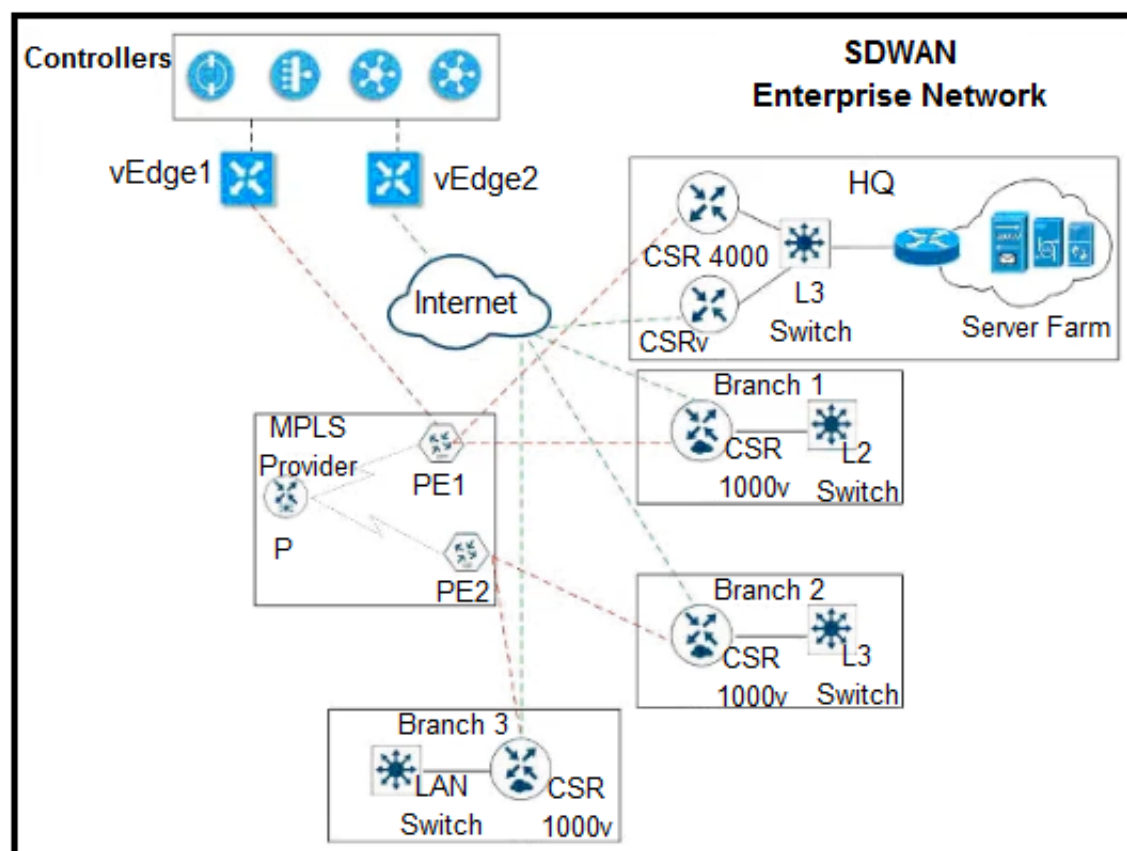 Controllers
SDWAN
Enterprise Network
vEdge1
vEdge2
HQ
CSR 4000
Internet
L3
Switch
Server Farm
CSRv
Branch 1
MPLS
Provider
CSR
1000v
L2
Switch
PE1
P
PE2
Branch 2
CSR
1000v
L3
Switch
Branch 3
LAN
Switch
CSR
1000v